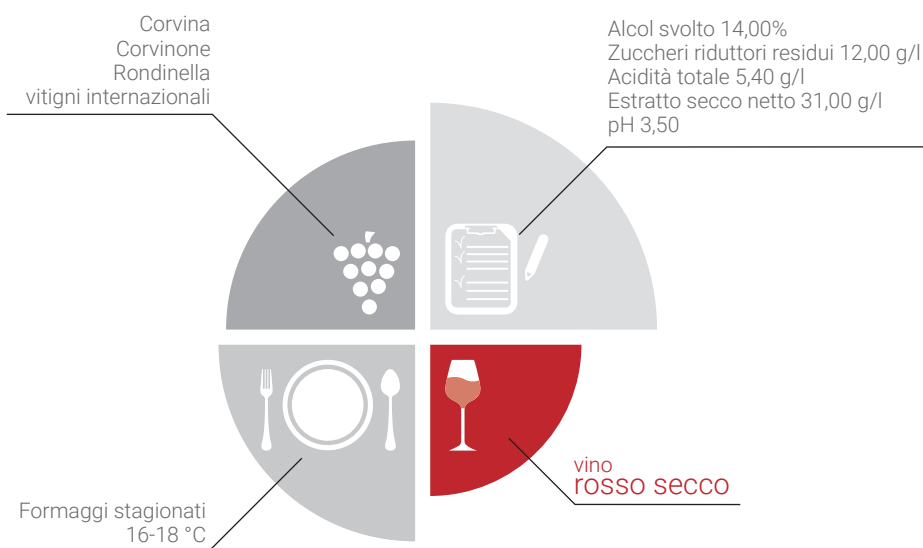 Corvina
Corvinone
Rondinella
vitigni internazionali
Alcol svolto 14,00%
Zuccheri riduttori residui 12,00 g/l
Acidità totale 5,40 g/l
Estratto secco netto 31,00 g/l
pH 3,50
vino
rosso secco
Formaggi stagionati
16-18 °C